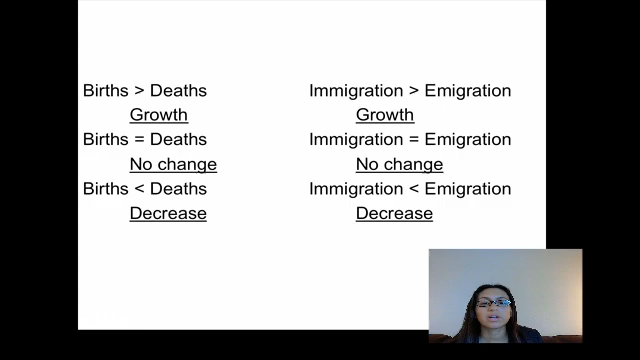 Births > Deaths
Growth
Births = Deaths
No change
Births < Deaths
Decrease
Immigration > Emigration
Growth
Immigration = Emigration
No change
Immigration < Emigration
Decrease